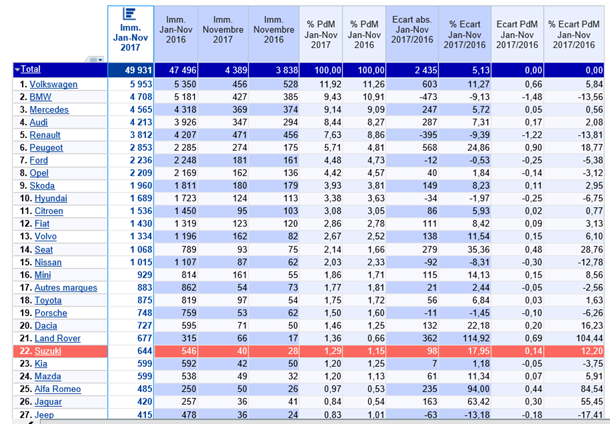 Imm. Jan-Nov 2017 Imm. Jan-Nov 2016 Imm. Novembre 2017 Imm. Novembre 2016 % PdM Jan-Nov 2017 % PdM Jan-Nov 2016 Ecart abs. Jan-Nov 2017/2016 % Ecart Jan-Nov 2017/2016 Ecart PdM Jan-Nov 2017/2016 % Ecart PdM Jan-Nov 2017/2016
Total 49 931 47 496 4 389 3 838 100,00 100,00 2 435 5,13 0,00 0,00
1. Volkswagen 5 953 5 350 456 528 11,92 11,26 603 11,27 0,66 5,84
2. BMW 4 708 5 181 427 385 9,43 10,91 -473 -9,13 -1,48 -13,56
3. Mercedes 4 565 4 318 369 374 9,14 9,09 247 5,72 0,05 0,56
4. Audi 4 213 3 926 347 294 8,44 8,27 287 7,31 0,17 2,08
5. Renault 3 812 4 207 471 456 7,63 8,86 -395 -9,39 -1,22 -13,81
6. Peugeot 2 853 2 285 274 175 5,71 4,81 568 24,86 0,90 18,77
7. Ford 2 236 2 248 181 161 4,48 4,73 -12 -0,53 -0,25 -5,38
8. Opel 2 209 2 169 162 136 4,42 4,57 40 1,84 -0,14 -3,12
9. Skoda 1 960 1 811 180 179 3,93 3,81 149 8,23 0,11 2,95
10. Hyundai 1 689 1 723 124 113 3,38 3,63 -34 -1,97 -0,25 -6,75
11. Citroen 1 536 1 450 95 103 3,08 3,05 86 5,93 0,02 0,77
12. Fiat 1 430 1 319 123 120 2,86 2,78 111 8,42 0,09 3,13
13. Volvo 1 334 1 196 162 82 2,67 2,52 138 11,54 0,15 6,10
14. Seat 1 068 789 93 75 2,14 1,66 279 35,36 0,48 28,76
15. Nissan 1 015 1 107 87 62 2,03 2,33 -92 -8,31 -0,30 -12,78
16. Mini 929 814 161 55 1,86 1,71 115 14,13 0,15 8,56
17. Autres marques 883 862 54 73 1,77 1,81 21 2,44 -0,05 -2,56
18. Toyota 875 819 97 54 1,75 1,72 56 6,84 0,03 1,63
19. Porsche 748 759 53 62 1,50 1,60 -11 -1,45 -0,10 -6,26
20. Dacia 727 595 71 50 1,46 1,25 132 22,18 0,20 16,23
21. Land Rover 677 315 66 17 1,36 0,66 362 114,92 0,69 104,44
22. Suzuki 644 546 40 28 1,29 1,15 98 17,95 0,14 12,20
23. Kia 599 592 42 50 1,20 1,25 7 1,18 -0,05 -3,75
24. Mazda 599 538 49 32 1,20 1,13 61 11,34 0,07 5,91
25. Alfa Romeo 485 250 50 26 0,97 0,53 235 94,00 0,44 84,54
26. Jaguar 420 257 36 41 0,84 0,54 163 63,42 0,30 55,45
27. Jeep 415 478 36 24 0,83 1,01 -63 -13,18 -0,18 -17,41